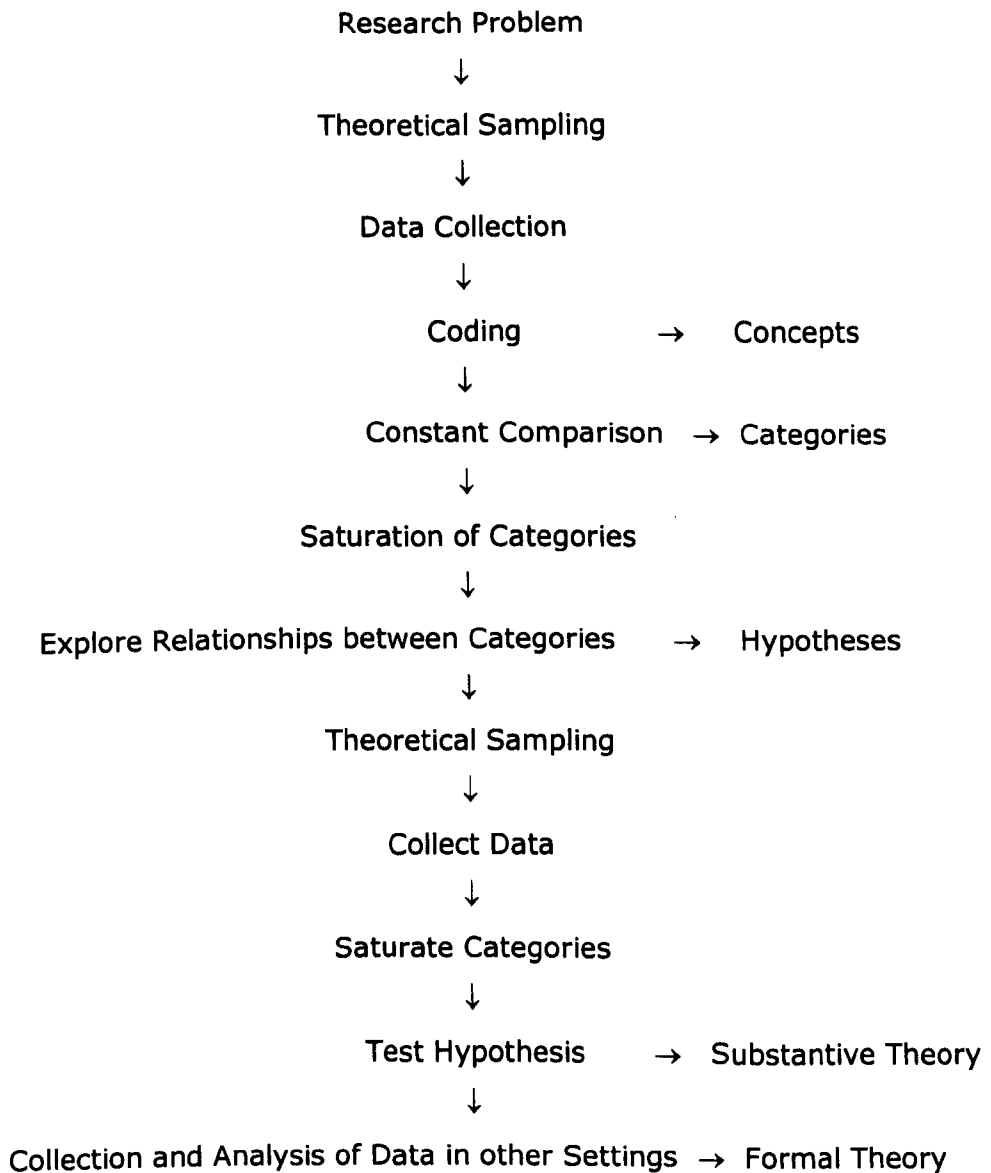 Research Problem
↓
Theoretical Sampling
↓
Data Collection
↓
Coding → Concepts
↓
Constant Comparison → Categories
↓
Saturation of Categories
↓
Explore Relationships between Categories → Hypotheses
↓
Theoretical Sampling
↓
Collect Data
↓
Saturate Categories
↓
Test Hypothesis → Substantive Theory
↓
Collection and Analysis of Data in other Settings → Formal Theory